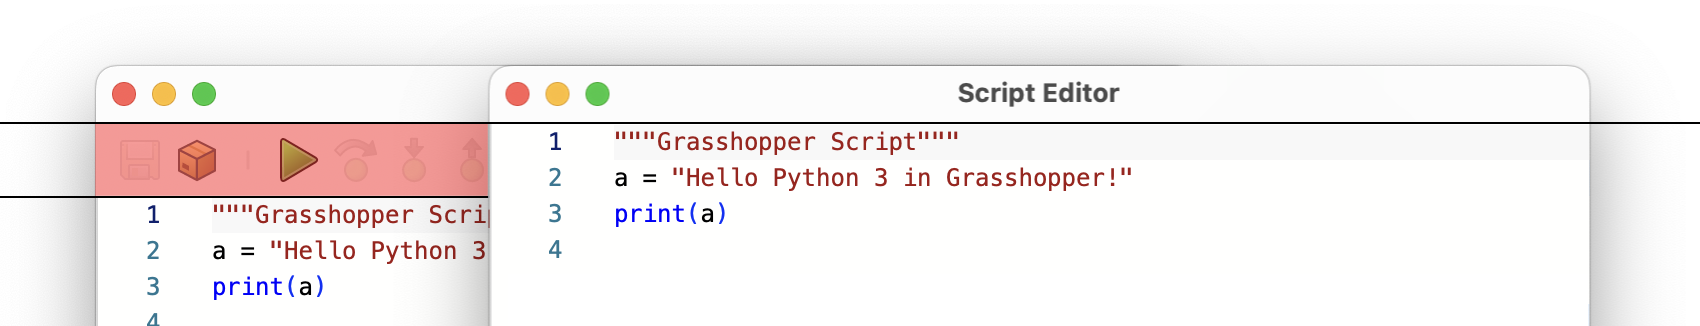 Script Editor
1 """Grasshopper Scri
2 a = "Hello Python 3
3 print(a)
4
1 """Grasshopper Script"""
2 a = "Hello Python 3 in Grasshopper!"
3 print(a)
4